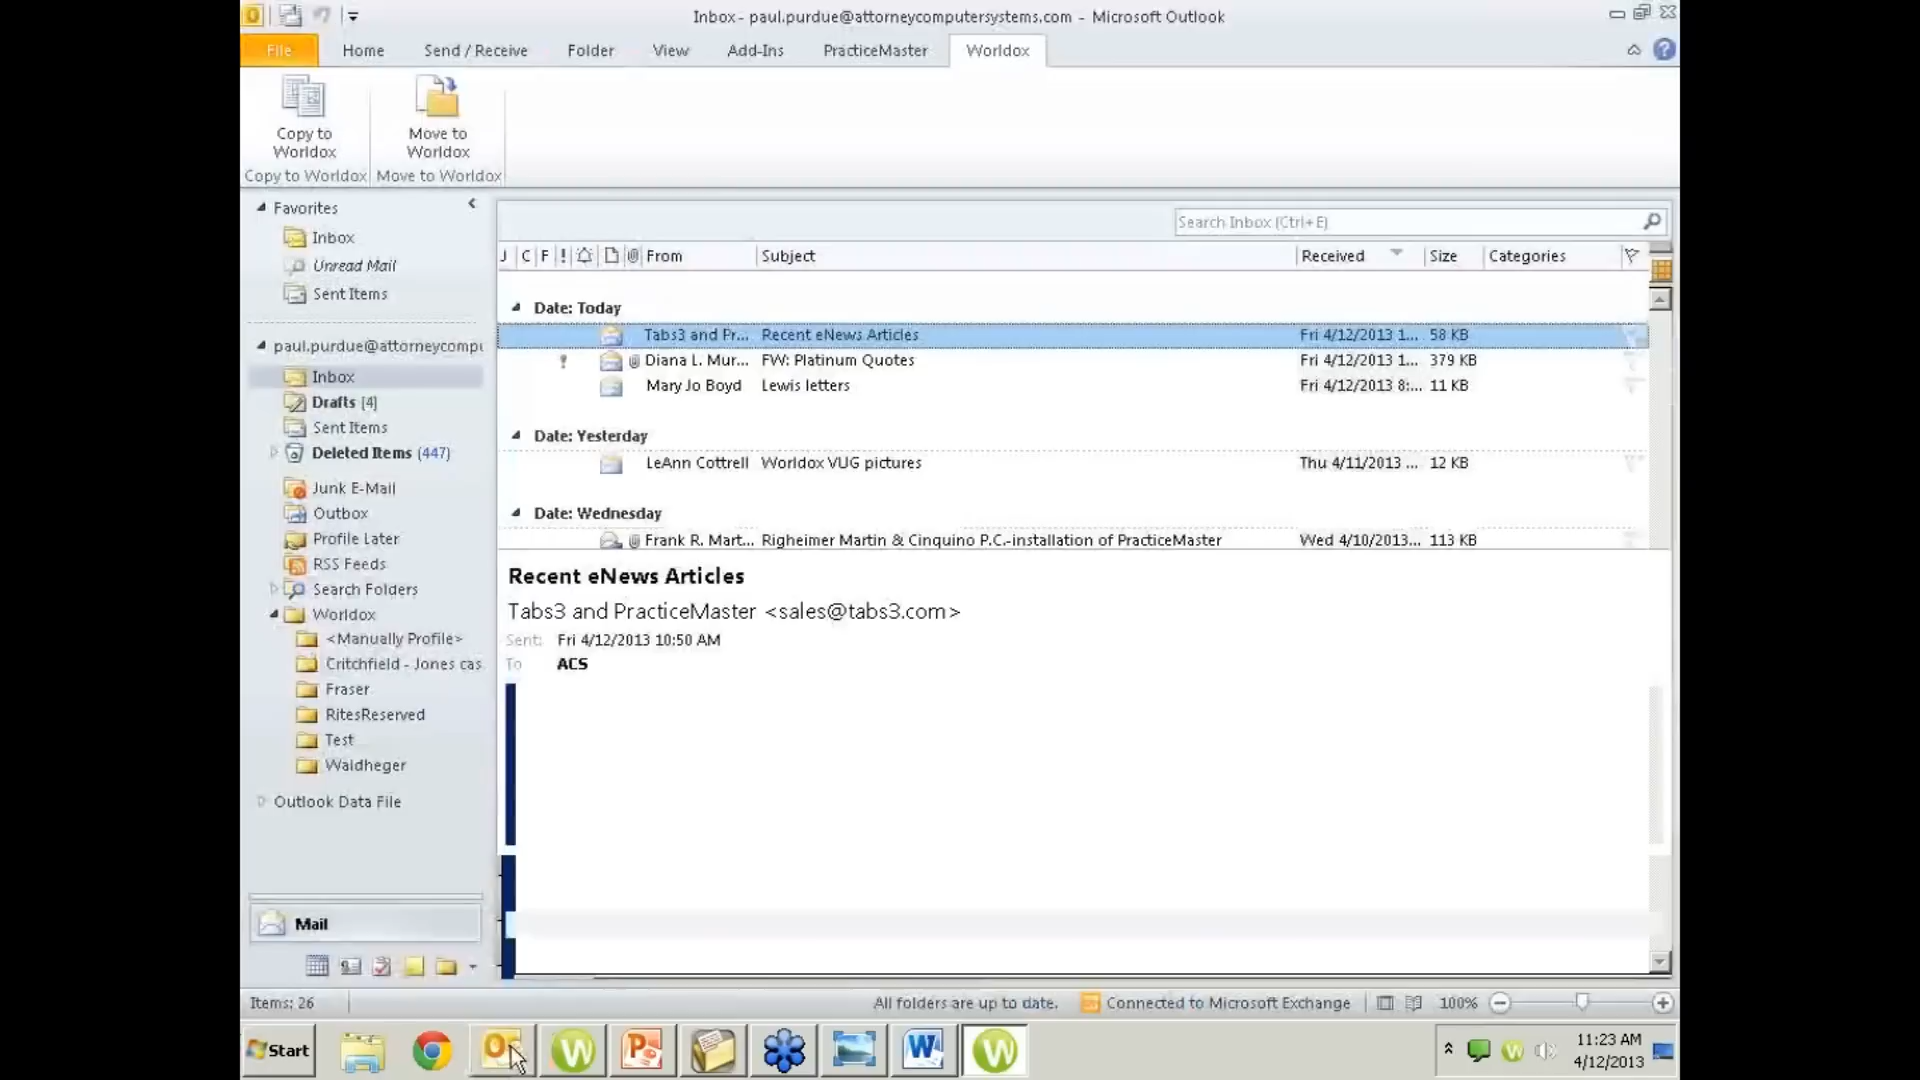 Inbox - paul.purdue@attorneycomputersystems.com - Microsoft Outlook
File Home Send / Receive Folder View Add-Ins PracticeMaster Worldox
Copy to Worldox
Move to Worldox
Copy to Worldox Move to Worldox
Favorites
Inbox
Unread Mail
Sent Items
paul.purdue@attorneycompu
Inbox
Drafts [4]
Sent Items
Deleted Items (447)
Junk E-Mail
Outbox
Profile Later
RSS Feeds
Search Folders
Worldox
<Manually Profile>
Critchfield - Jones cas
Fraser
RitesReserved
Test
Waldheger
Outlook Data File
Mail
Search Inbox (Ctrl+E)
J C F ! From Subject Received Size Categories
Date: Today
Tabs3 and Pr... Recent eNews Articles Fri 4/12/2013 1... 58 KB
Diana L. Mur... FW: Platinum Quotes Fri 4/12/2013 1... 379 KB
Mary Jo Boyd Lewis letters Fri 4/12/2013 8:... 11 KB
Date: Yesterday
LeAnn Cottrell Worldox VUG pictures Thu 4/11/2013 ... 12 KB
Date: Wednesday
Frank R. Mart... Righeimer Martin & Cinquino P.C.-installation of PracticeMaster Wed 4/10/2013... 113 KB
Recent eNews Articles
Tabs3 and PracticeMaster <sales@tabs3.com>
Sent: Fri 4/12/2013 10:50 AM
To ACS
Items: 26 All folders are up to date. Connected to Microsoft Exchange 100%
Start 11:23 AM
4/12/2013